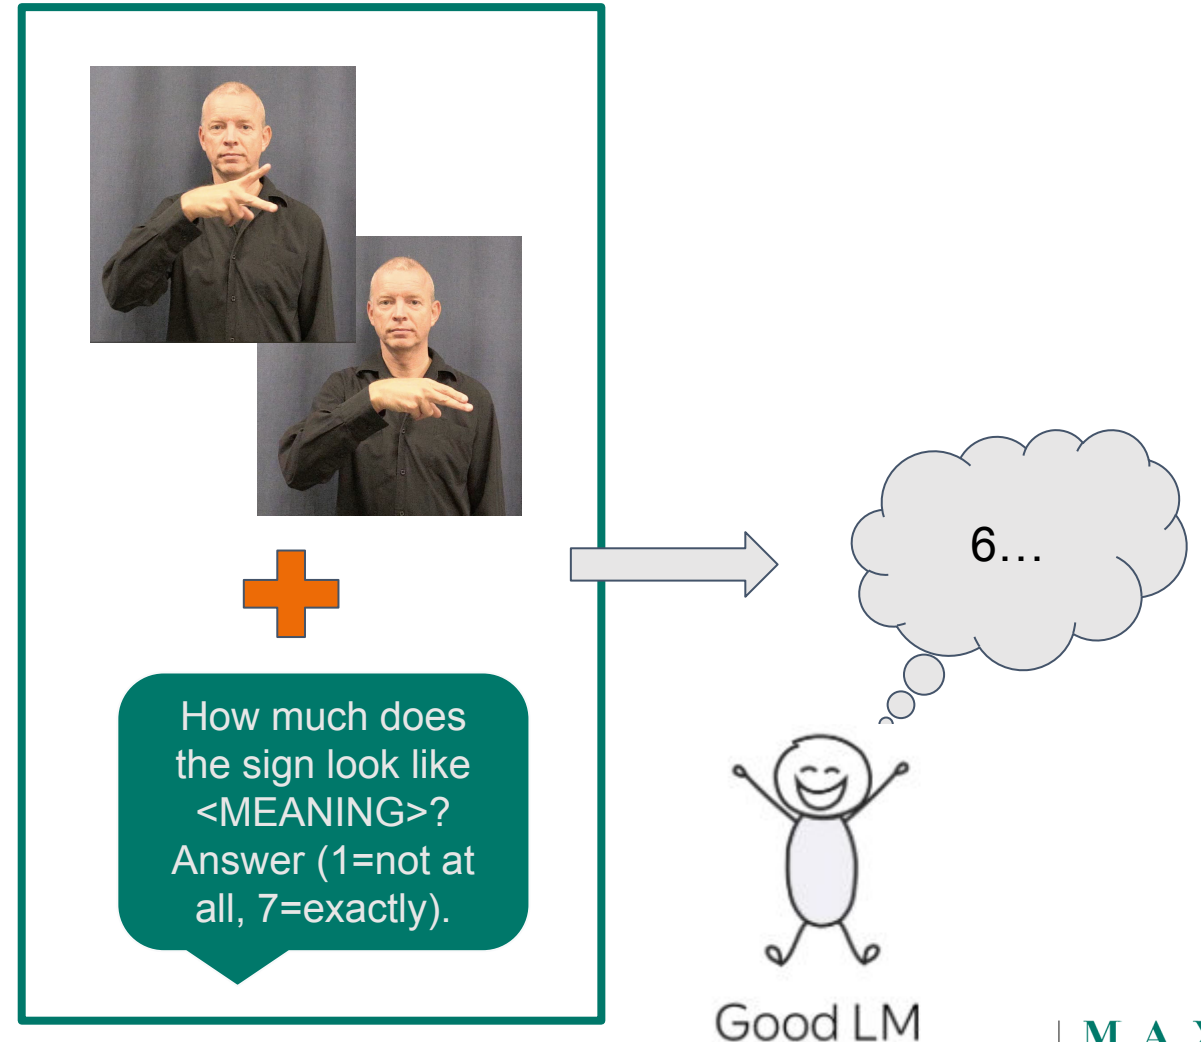 6…
How much does
the sign look like
<MEANING>?
Answer (1=not at
all, 7=exactly).
Good LM